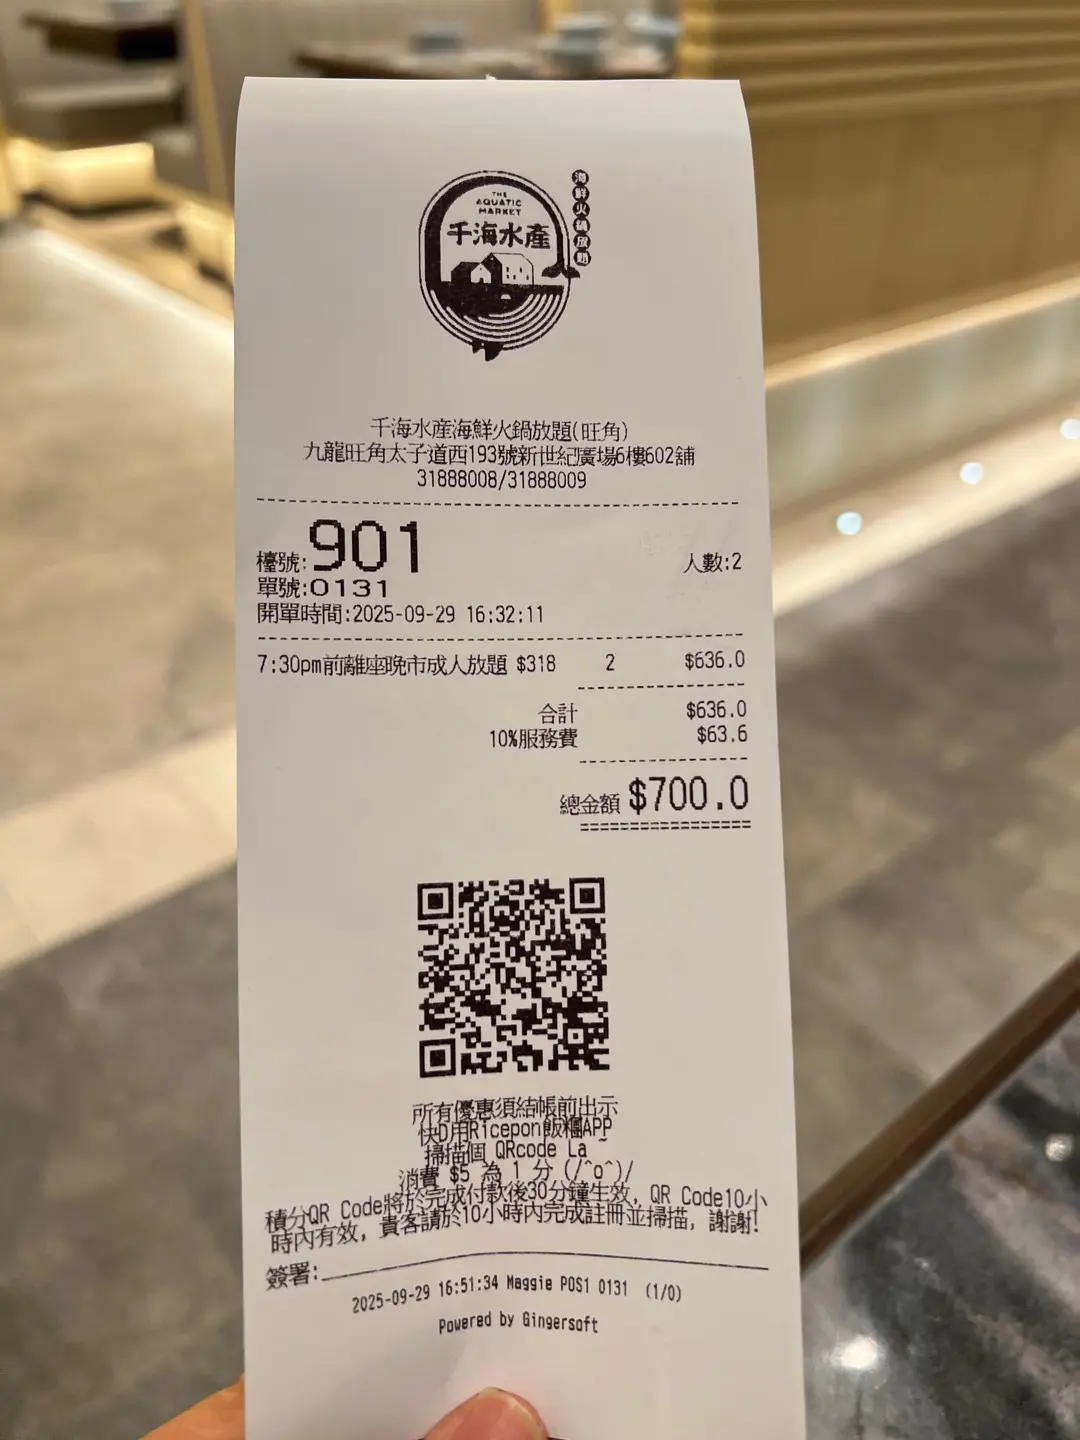 THE
AQUATIC
MARKET
千海水產
海鮮火鍋放題
千海水産海鮮火鍋放題(旺角)
九龍旺角太子道西193號新世紀廣場6樓602舖
31888008/31888009
檯號:901
人數:2
單號:0131
開單時間:2025-09-29 16:32:11
7:30pm前離座晚市成人放題 $318 2 $636.0
合計 $636.0
10%服務費 $63.6
總金額 $700.0
所有優惠須結帳前出示
快D用Ricepon飯糰APP
掃描個 QRcode La ~
消費 $5 為 1 分 (/^o^)/
積分QR Code將於完成付款後30分鐘生效, QR Code10小
時內有效, 貴客請於10小時內完成註冊並掃描, 謝謝!
簽署:
2025-09-29 16:51:34 Maggie POS1 0131 (1/0)
Powered by Gingersoft